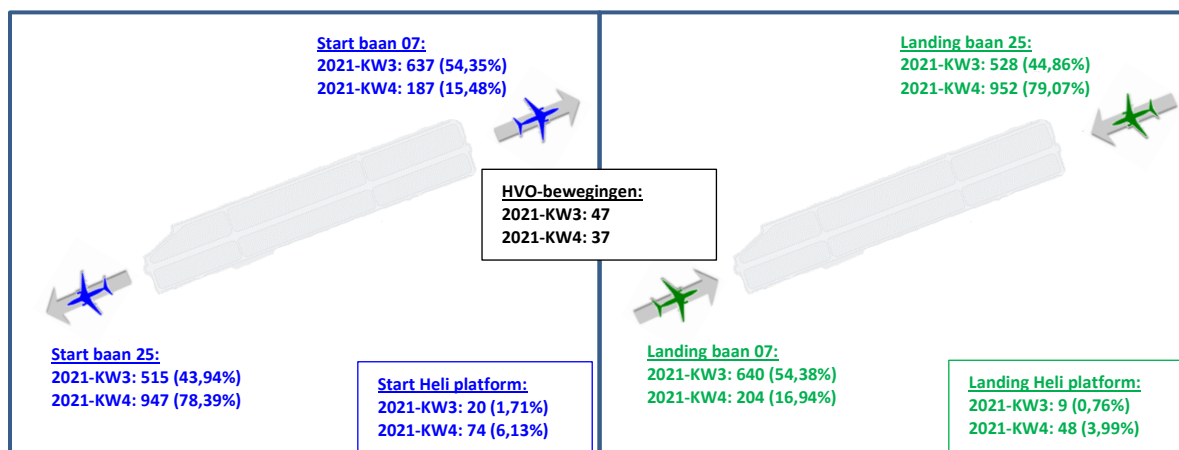 Start baan 07:
2021-KW3: 637 (54,35%)
2021-KW4: 187 (15,48%)
Landing baan 25:
2021-KW3: 528 (44,86%)
2021-KW4: 952 (79,07%)
HVO-bewegingen:
2021-KW3: 47
2021-KW4: 37
Start baan 25:
2021-KW3: 515 (43,94%)
2021-KW4: 947 (78,39%)
Start Heli platform:
2021-KW3: 20 (1,71%)
2021-KW4: 74 (6,13%)
Landing baan 07:
2021-KW3: 640 (54,38%)
2021-KW4: 204 (16,94%)
Landing Heli platform:
2021-KW3: 9 (0,76%)
2021-KW4: 48 (3,99%)